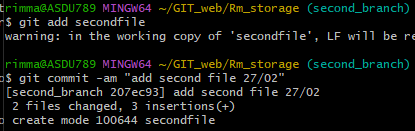 rimma@ASDU789 MINGW64 ~/GIT_web/Rm_storage (second_branch)
$ git add secondfile
warning: in the working copy of 'secondfile', LF will be re
rimma@ASDU789 MINGW64 ~/GIT_web/Rm_storage (second_branch)
$ git commit -am "add second file 27/02"
[second_branch 207ec93] add second file 27/02
2 files changed, 3 insertions(+)
create mode 100644 secondfile